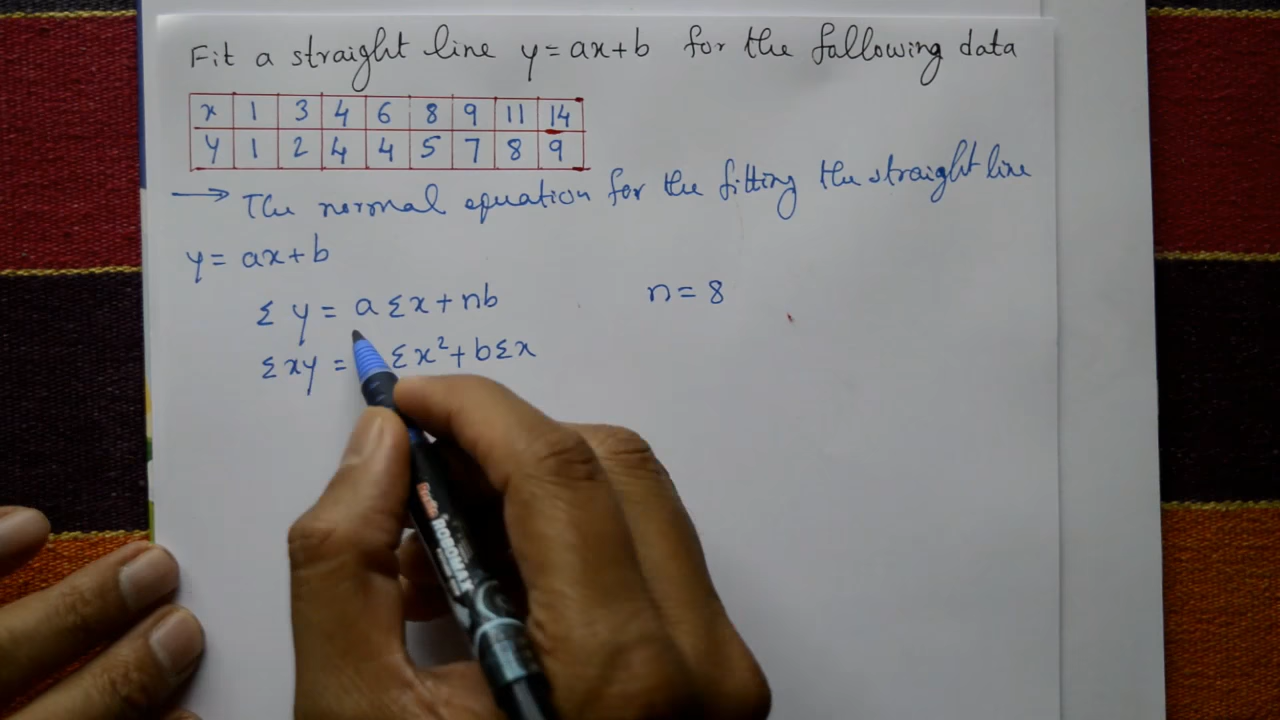 Fit a straight line y = ax+b for the following data
x 1 3 4 6 8 9 11 14
y 1 2 4 4 5 7 8 9
→ The normal equation for the fitting the straight line
y = ax+b
Σ y = a Σx + nb n = 8
Σxy = Σx² + bΣx
ROBOMAX